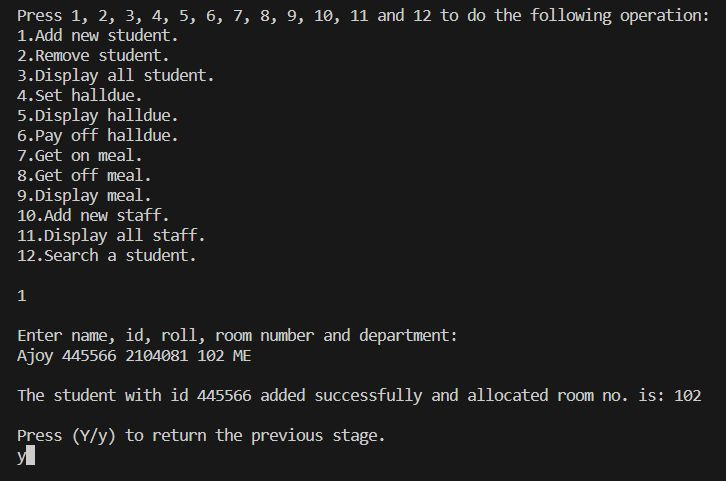 Press 1, 2, 3, 4, 5, 6, 7, 8, 9, 10, 11 and 12 to do the following operation:
1.Add new student.
2.Remove student.
3.Display all student.
4.Set halldue.
5.Display halldue.
6.Pay off halldue.
7.Get on meal.
8.Get off meal.
9.Display meal.
10.Add new staff.
11.Display all staff.
12.Search a student.
1
Enter name, id, roll, room number and department:
Ajoy 445566 2104081 102 ME
The student with id 445566 added successfully and allocated room no. is: 102
Press (Y/y) to return the previous stage.
y